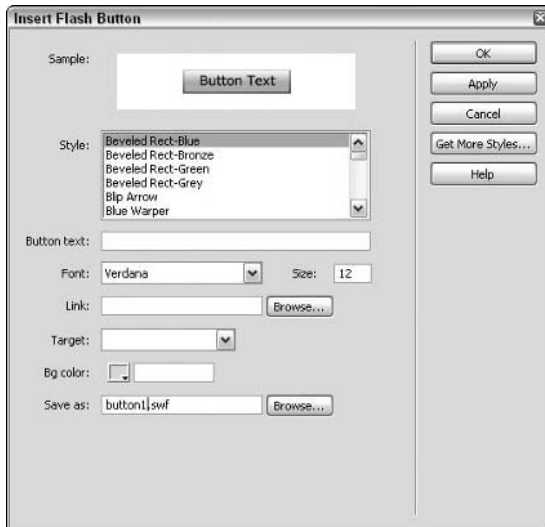 Insert Flash Button
Sample:
Button Text
Style:
Beveled Rect-Blue
Beveled Rect-Bronze
Beveled Rect-Green
Beveled Rect-Grey
Blip Arrow
Blue Warper
Button text:
Font: Verdana Size: 12
Link: Browse...
Target:
Bg color:
Save as: button1.swf Browse...
OK
Apply
Cancel
Get More Styles...
Help